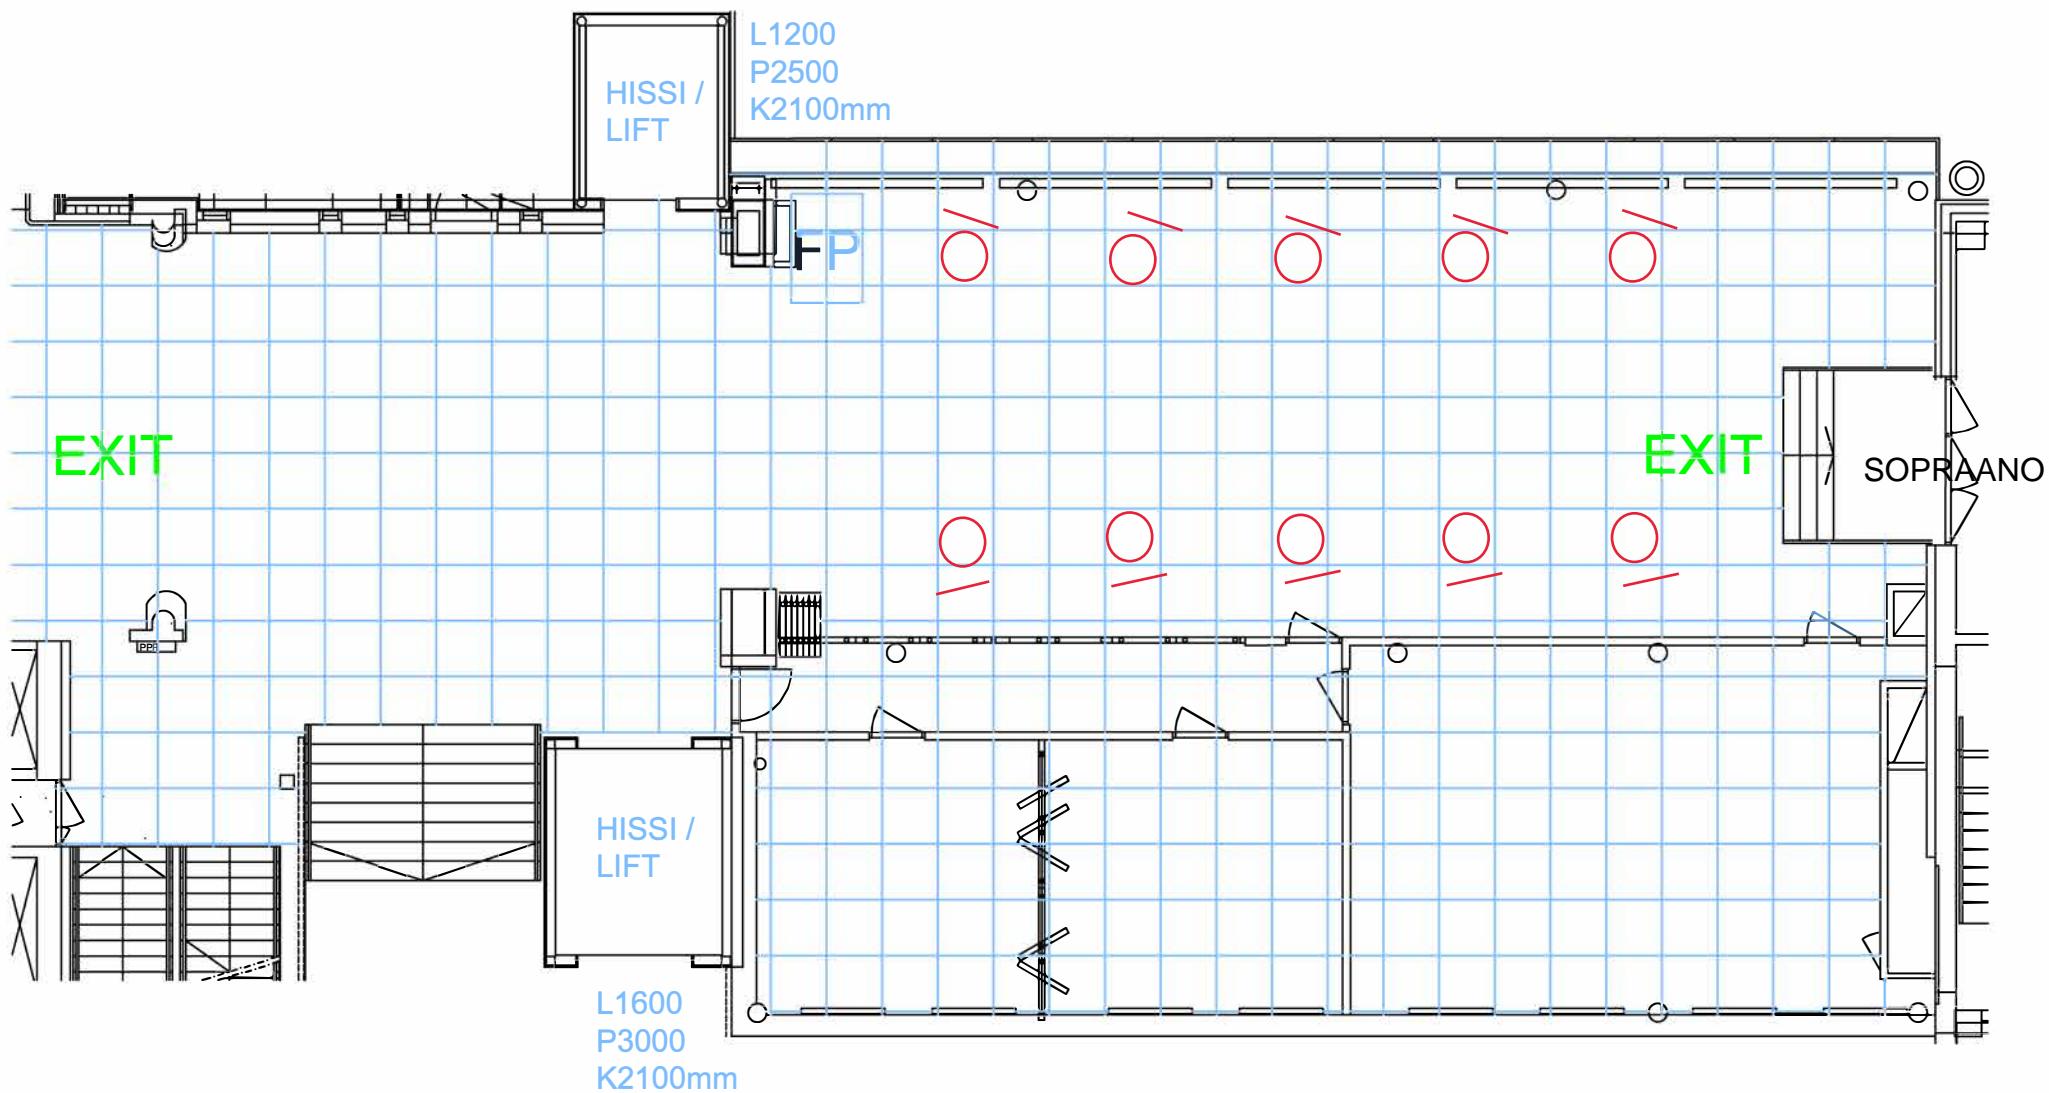 L1200
P2500
K2100mm
HISSI /
LIFT
FP
EXIT
EXIT
SOPRAANO
HISSI /
LIFT
L1600
P3000
K2100mm